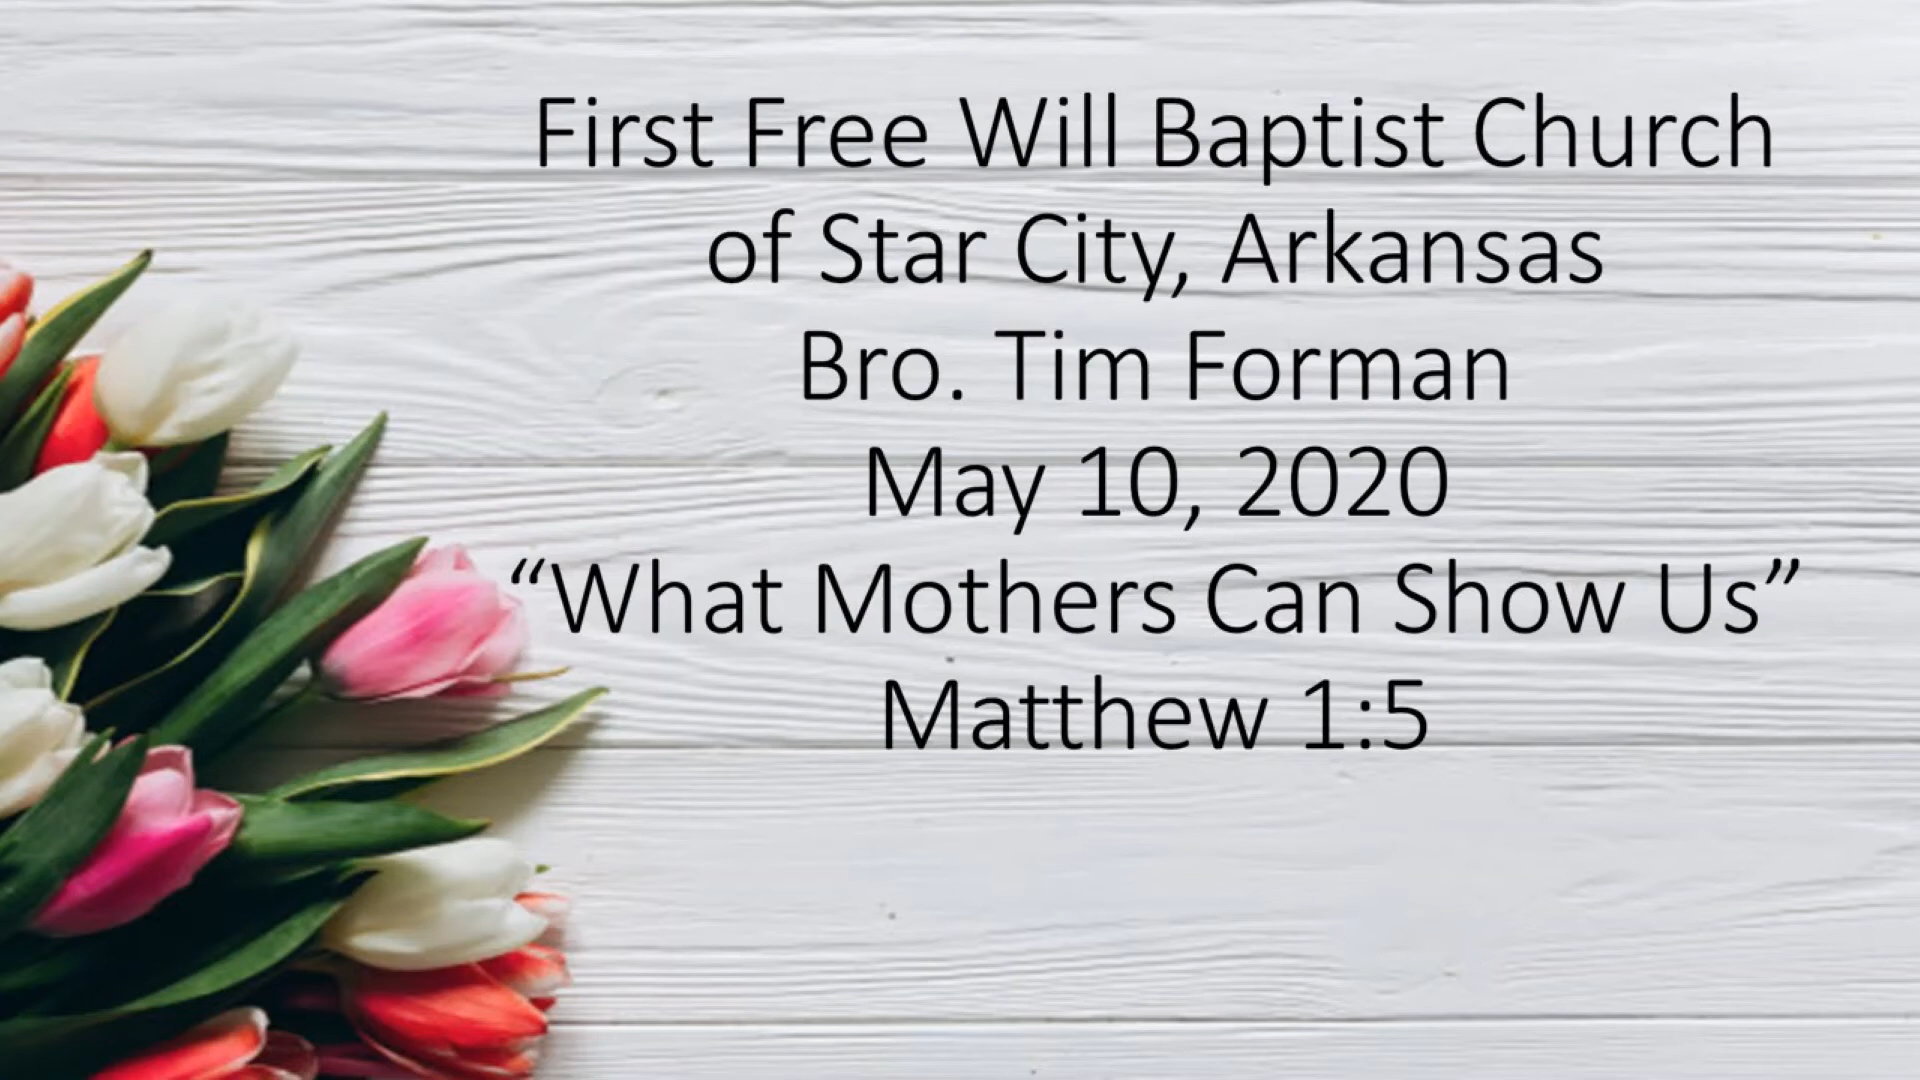 First Free Will Baptist Church
of Star City, Arkansas
Bro. Tim Forman
May 10, 2020
“What Mothers Can Show Us”
Matthew 1:5